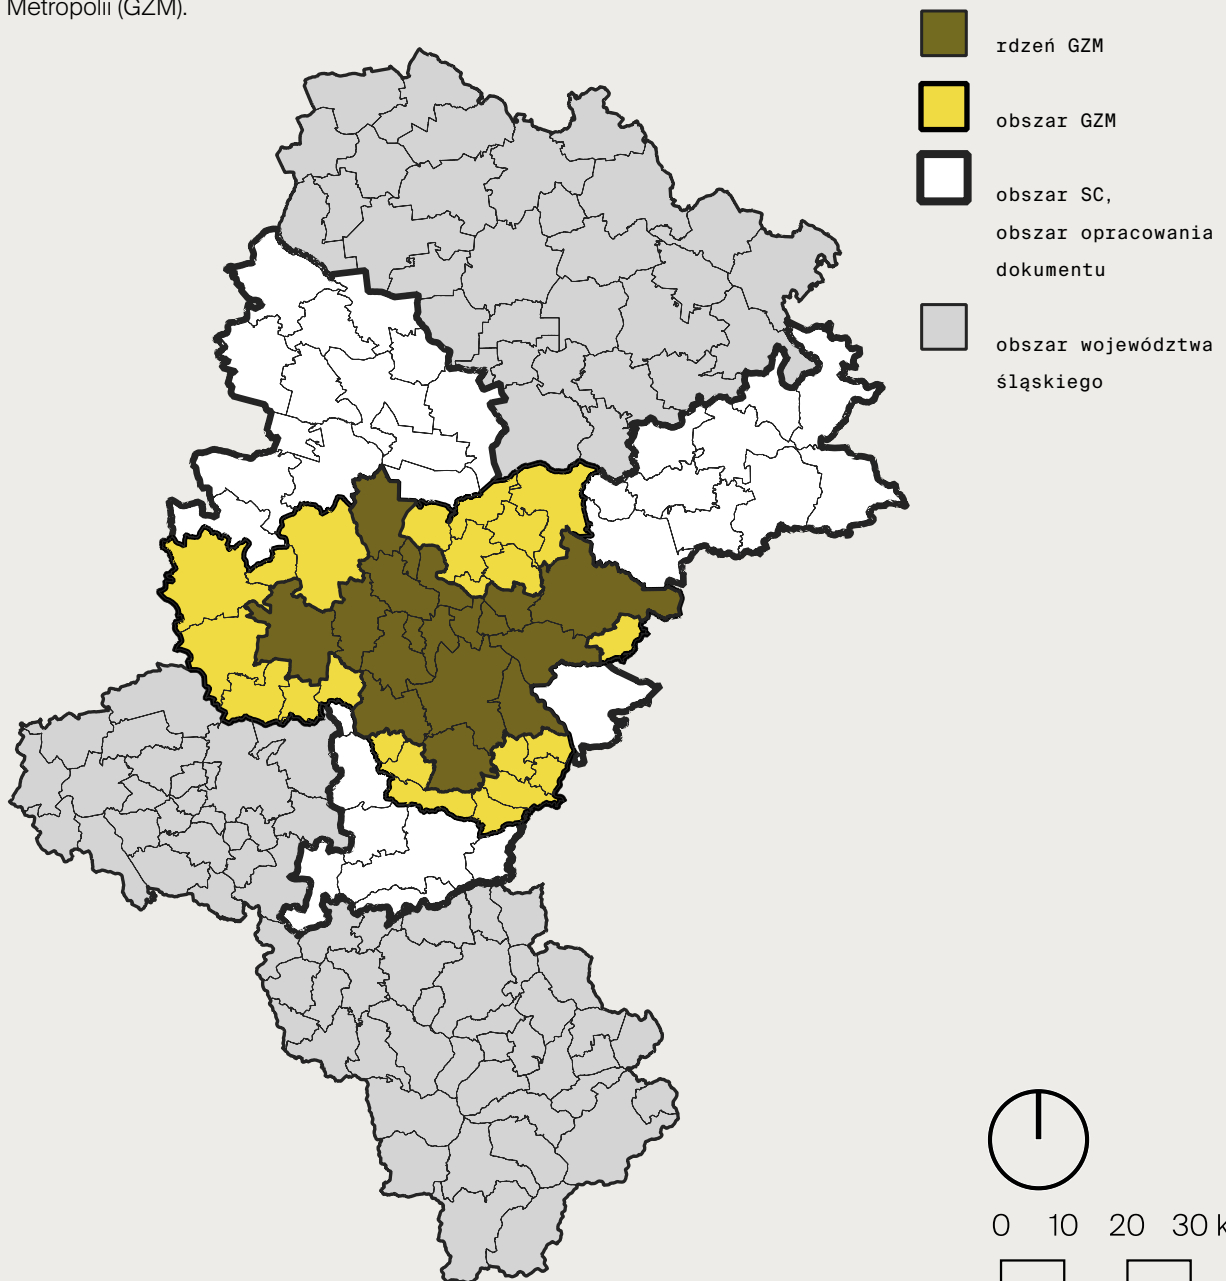 Metropolii (GZM).
rdzeń GZM
obszar GZM
obszar SC,
obszar opracowania
dokumentu
obszar województwa
śląskiego
0 10 20 30 k